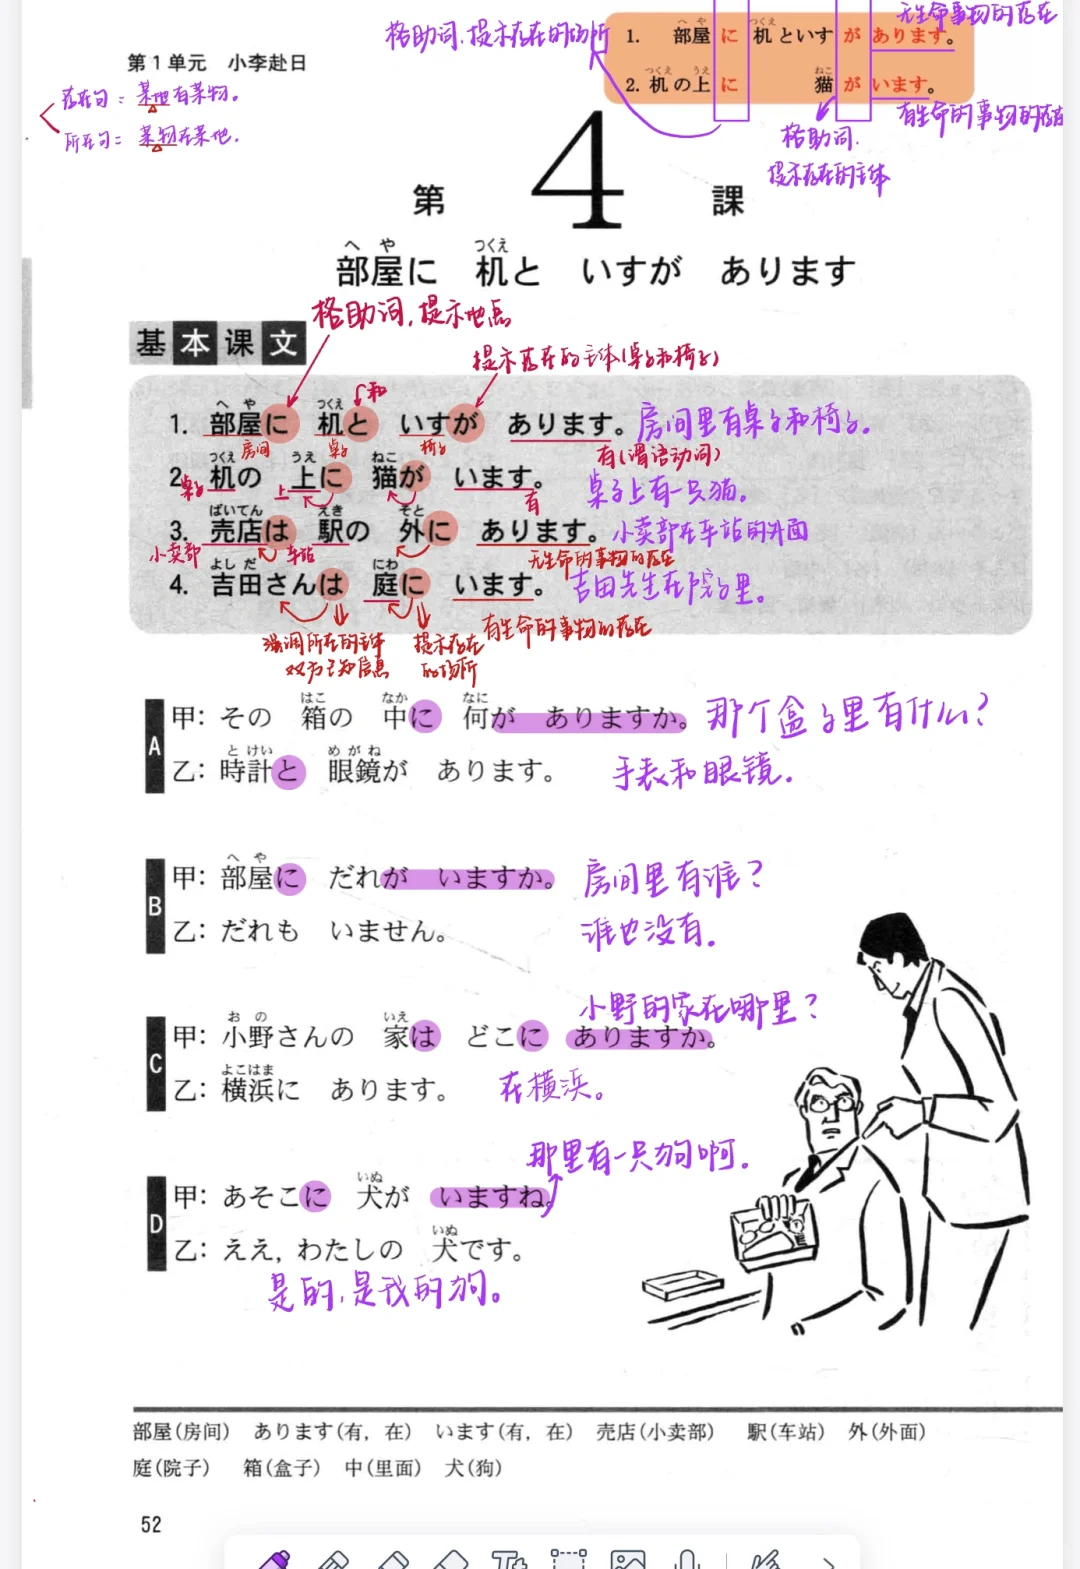 格助词.提示存在的场所
1. 部屋 に 机といす が あります。
へや つくえ
无生命事物的存在
第1单元 小李赴日
存在句：某地有某物。
所在句：某物在某地.
2. 机の上 に 猫 が います。
つくえ うえ ねこ
有生命的事物的存在
格助词.
提示存在的主体
第 4 課
へや つくえ
部屋に 机と いすが あります
格助词,提示地点
基本课文
提示存在的主体(桌子和椅子)
和
へや つくえ
1. 部屋に 机と いすが あります。 房间里有桌子和椅子.
房间 桌子 椅子 有(谓语动词)
つくえ うえ ねこ
2. 机の 上に 猫が います。 桌子上有一只猫。
桌子 上 有
ばいてん えき そと
3. 売店は 駅の 外に あります。 小卖部在车站的外面
小卖部 车站 无生命的事物的存在
よしだ にわ
4. 吉田さんは 庭に います。 吉田先生在院子里。
强调所在的主体 提示存在 有生命的事物的存在
双方已知信息 的场所
はこ なか なに
A 甲：その 箱の 中に 何が ありますか。 那个盒子里有什么?
とけい めがね
乙：時計と 眼鏡が あります。 手表和眼镜.
へや
B 甲：部屋に だれが いますか。 房间里有谁?
乙：だれも いません。 谁也没有.
小野的家在哪里?
おの いえ
C 甲：小野さんの 家は どこに ありますか。
よこはま
乙：横浜に あります。 在横浜。
那里有一只狗啊.
いぬ
D 甲：あそこに 犬が いますね。
いぬ
乙：ええ，わたしの 犬です。
是的,是我的狗。
部屋(房间) あります(有，在) います(有，在) 売店(小卖部) 駅(车站) 外(外面)
庭(院子) 箱(盒子) 中(里面) 犬(狗)
52